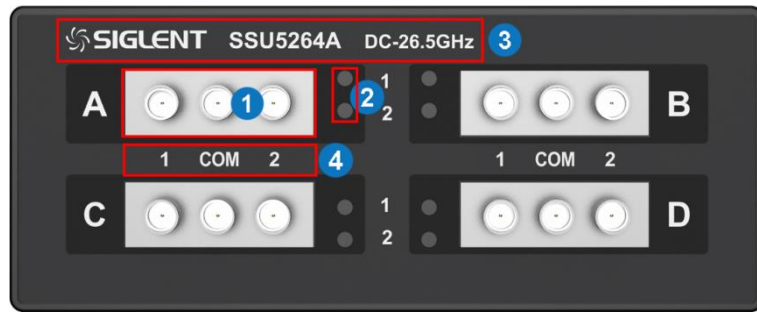 SIGLENT SSU5264A DC-26.5GHz 3
A 1 2 1 2 B
1 COM 2 4 1 COM 2
C 1 2 D